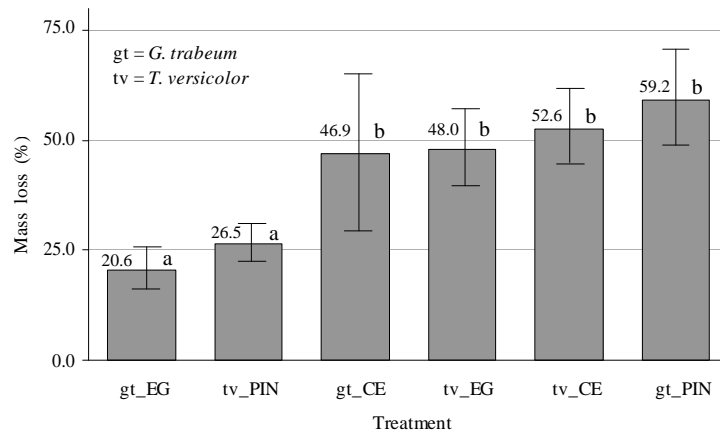 75.0
gt = G. trabeum
tv = T. versicolor
59.2 b
52.6 b
50.0
46.9 b
48.0 b
Mass loss (%)
25.0
20.6 a
26.5 a
0.0
gt_EG tv_PIN gt_CE tv_EG tv_CE gt_PIN
Treatment